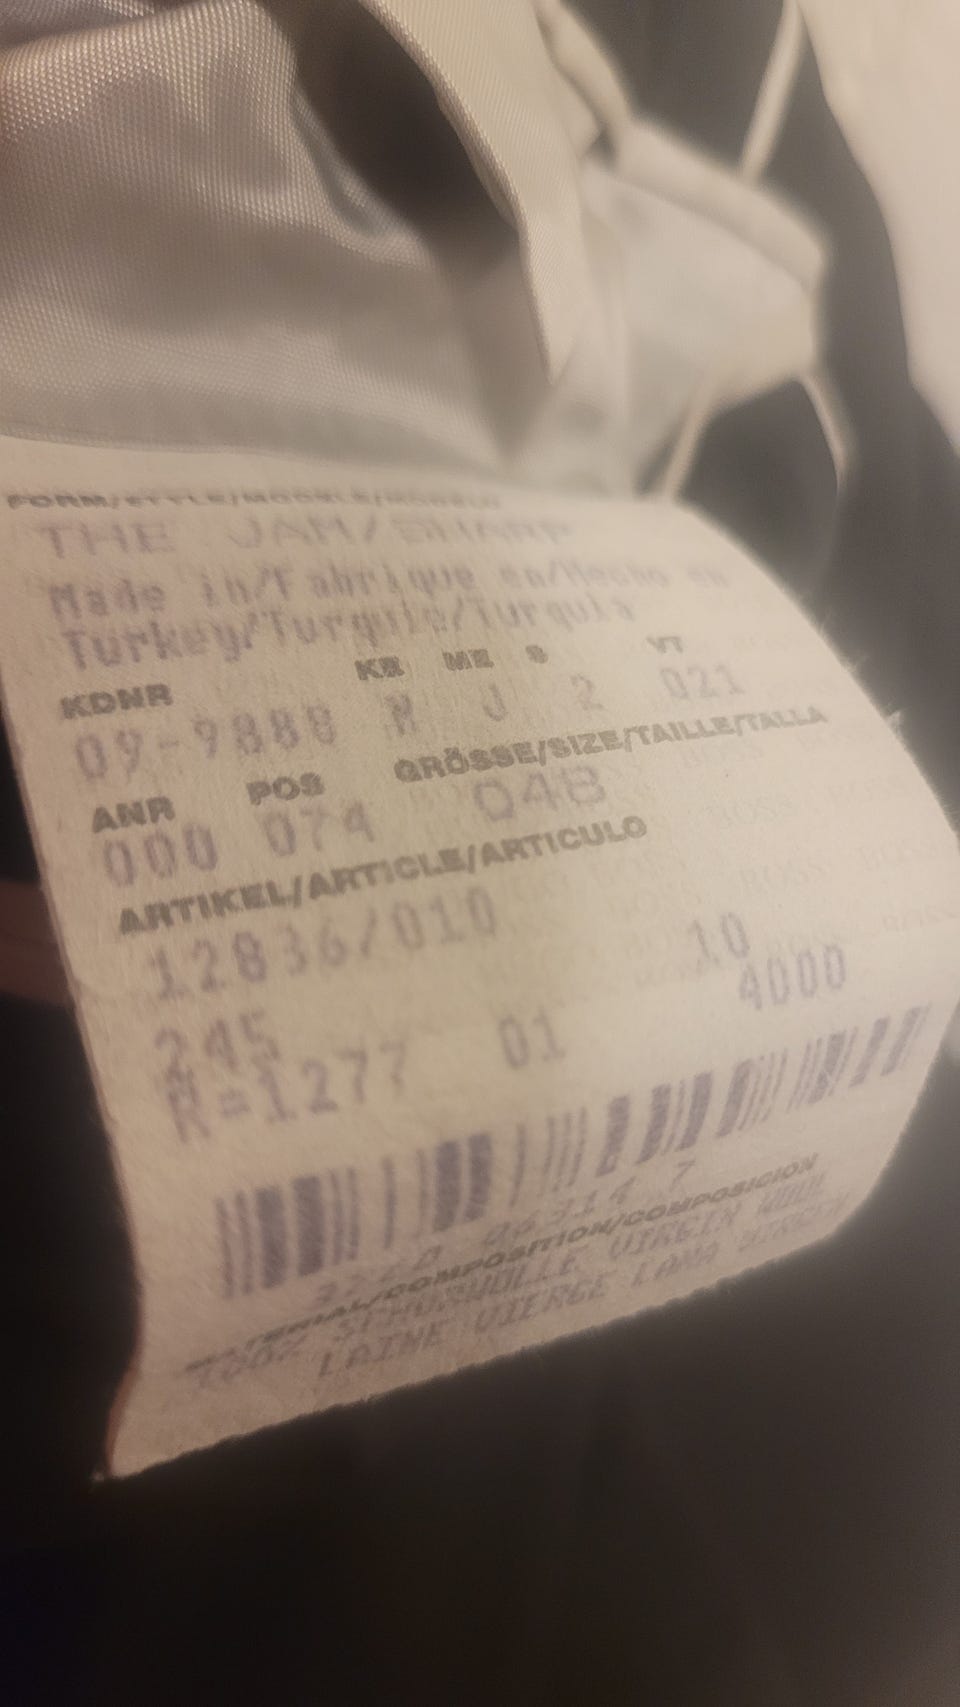 FORM/STYLE/MODELE/MODELO
THE JAM/SHARP
Made in/Fabrique en/Hecho en
Turkey/Turquie/Turquia
KDNR KR ME S VT
09-9888 M J 2 021
ANR POS GRÖSSE/SIZE/TAILLE/TALLA
000 074 048
ARTIKEL/ARTICLE/ARTICULO
12836/010 10
245 4000
R=1277 01
MATERIAL/COMPOSITION/COMPOSICION
100% SCHURWOLLE VIRGIN WOOL
LAINE VIERGE LANA